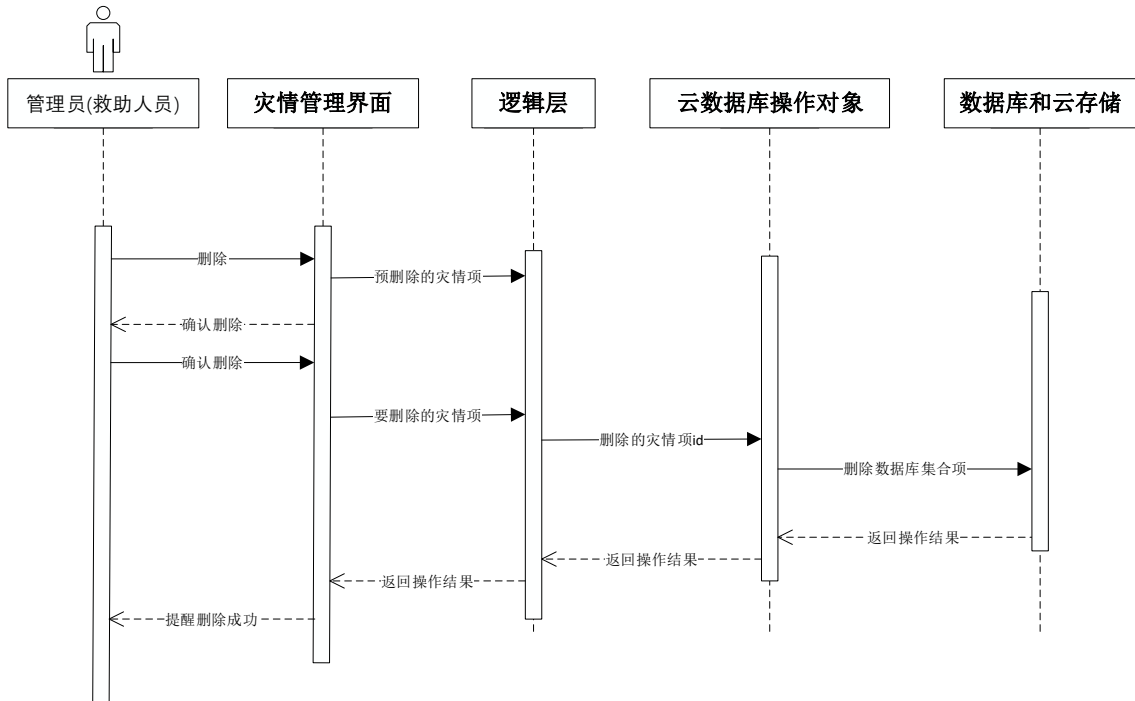 管理员(救助人员)
灾情管理界面
逻辑层
云数据库操作对象
数据库和云存储
删除
预删除的灾情项
确认删除
确认删除
要删除的灾情项
删除的灾情项id
删除数据库集合项
返回操作结果
返回操作结果
返回操作结果
提醒删除成功